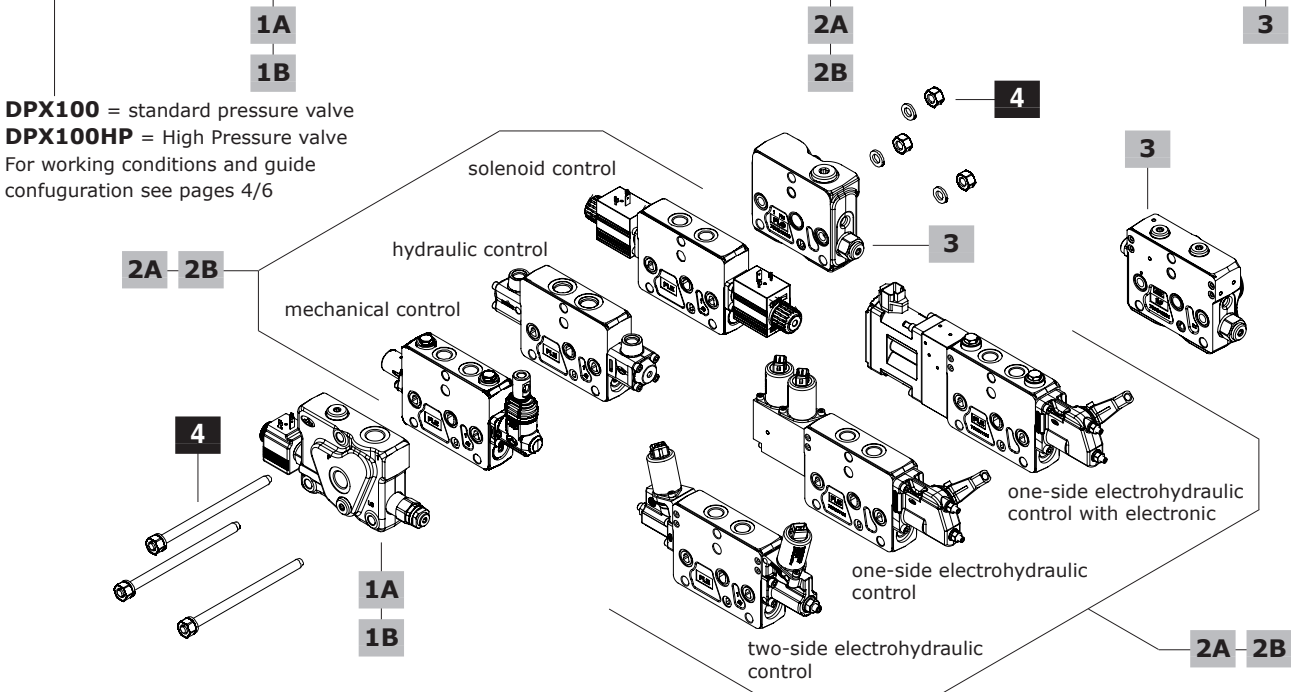 1A
2A
3
1B
2B
DPX100 = standard pressure valve
DPX100HP = High Pressure valve
For working conditions and guide
confuguration see pages 4/6
4
3
solenoid control
3
hydraulic control
2A
2B
mechanical control
4
one-side electrohydraulic
control with electronic
one-side electrohydraulic
control
1A
1B
two-side electrohydraulic
control
2A
2B